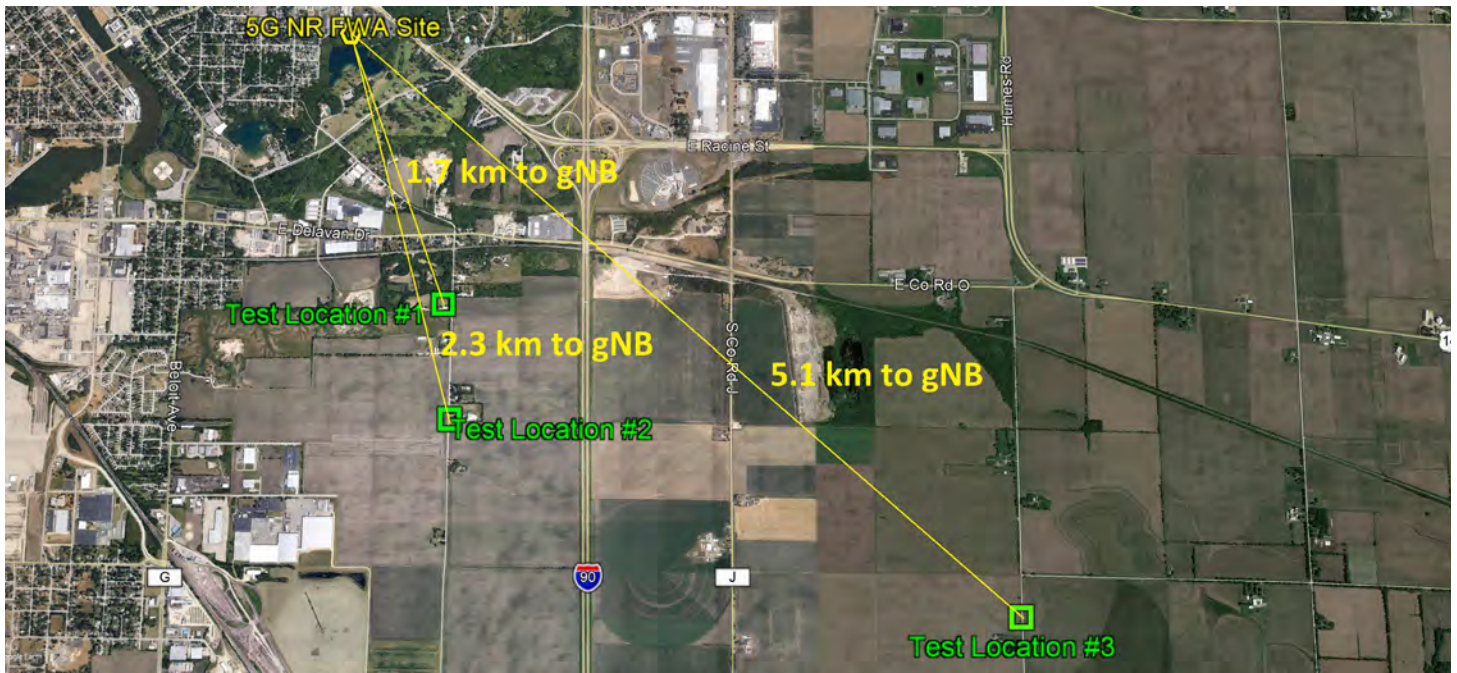 5G NR FWA Site
Humes Rd
E Racine St
1.7 km to gNB
E Delavan Dr
E Co Rd O
Test Location #1
S Co Rd J
14
2.3 km to gNB
Beloit Ave
5.1 km to gNB
Test Location #2
G
90
J
Test Location #3